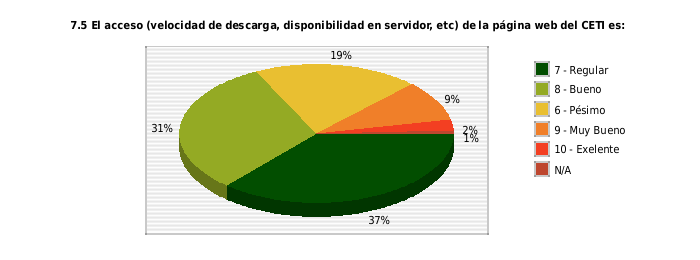 7.5 El acceso (velocidad de descarga, disponibilidad en servidor, etc) de la página web del CETI es:
19%
9%
2%
1%
31%
37%
7 - Regular
8 - Bueno
6 - Pésimo
9 - Muy Bueno
10 - Exelente
N/A